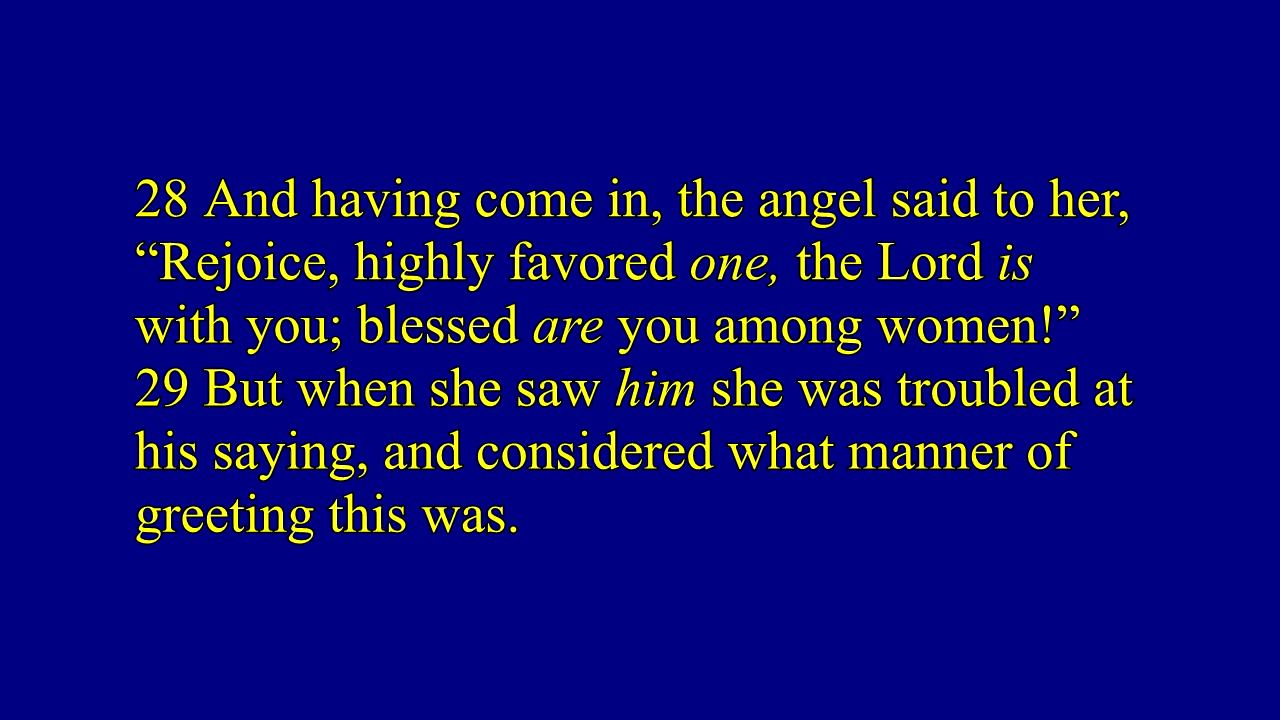 28 And having come in, the angel said to her,
“Rejoice, highly favored one, the Lord is
with you; blessed are you among women!”
29 But when she saw him she was troubled at
his saying, and considered what manner of
greeting this was.